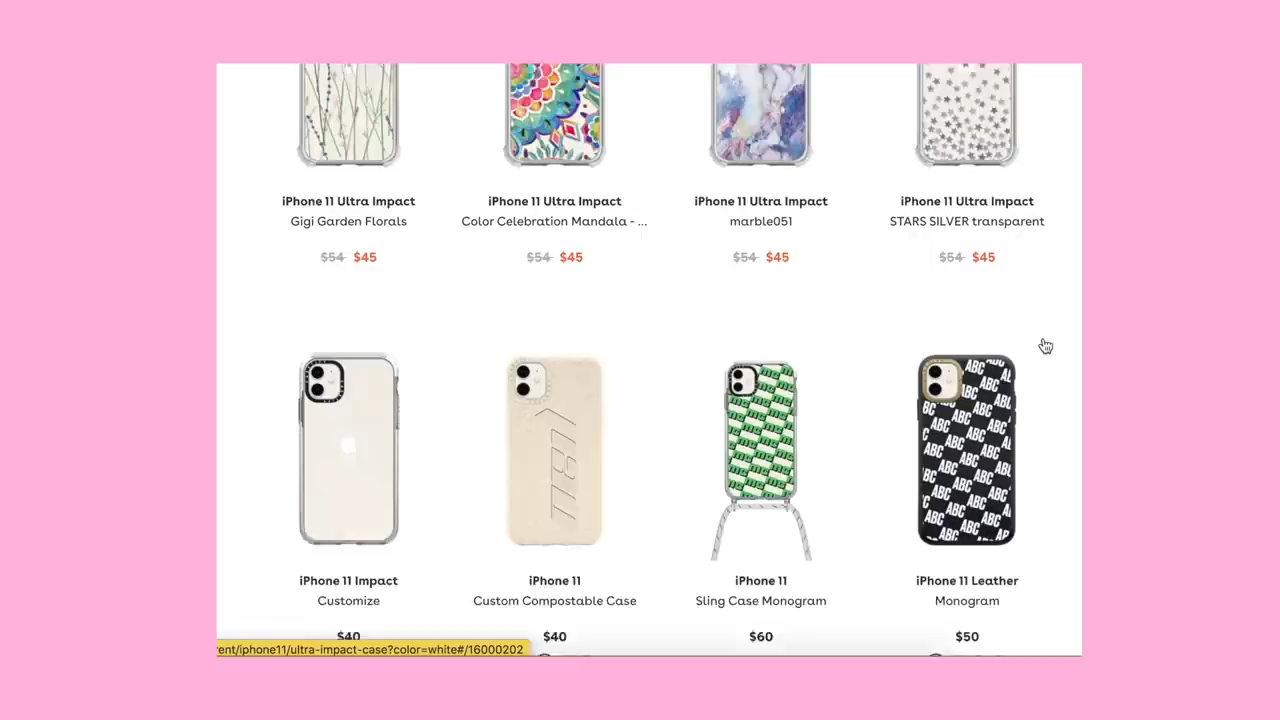 iPhone 11 Ultra Impact
Gigi Garden Florals
$54 $45
iPhone 11 Ultra Impact
Color Celebration Mandala - ...
$54 $45
iPhone 11 Ultra Impact
marble051
$54 $45
iPhone 11 Ultra Impact
STARS SILVER transparent
$54 $45
iPhone 11 Impact
Customize
$40
iPhone 11
Custom Compostable Case
$40
iPhone 11
Sling Case Monogram
$60
ABC
iPhone 11 Leather
Monogram
$50
rent/iphone11/ultra-impact-case?color=white#/16000202